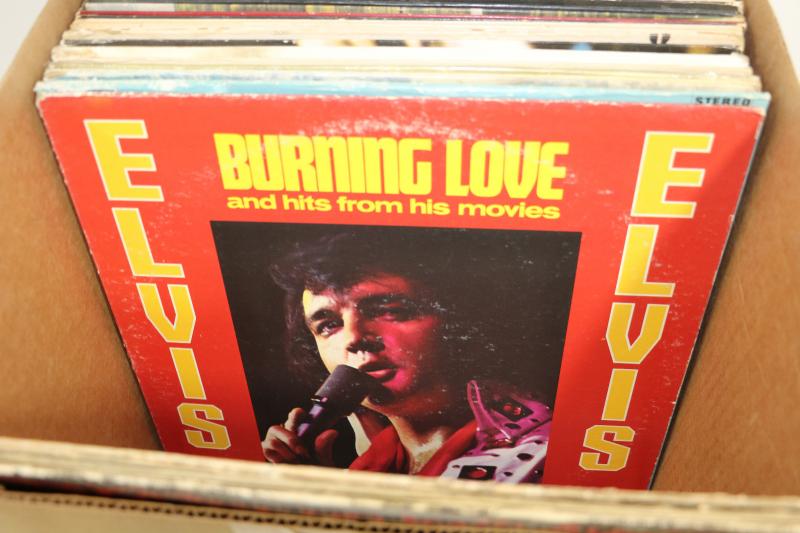 STEREO
BURNING LOVE
and hits from his movies
ELVIS
ELVIS